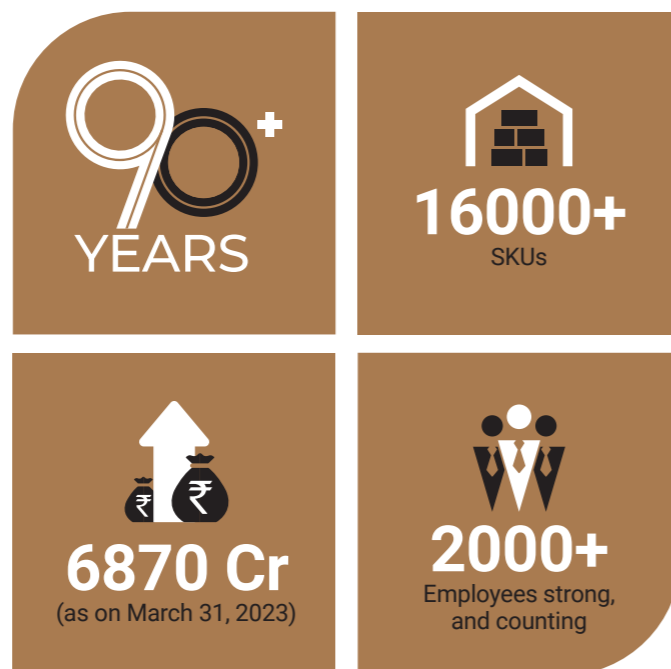 90+
YEARS
16000+
SKUs
₹ ₹
6870 Cr
(as on March 31, 2023)
2000+
Employees strong,
and counting